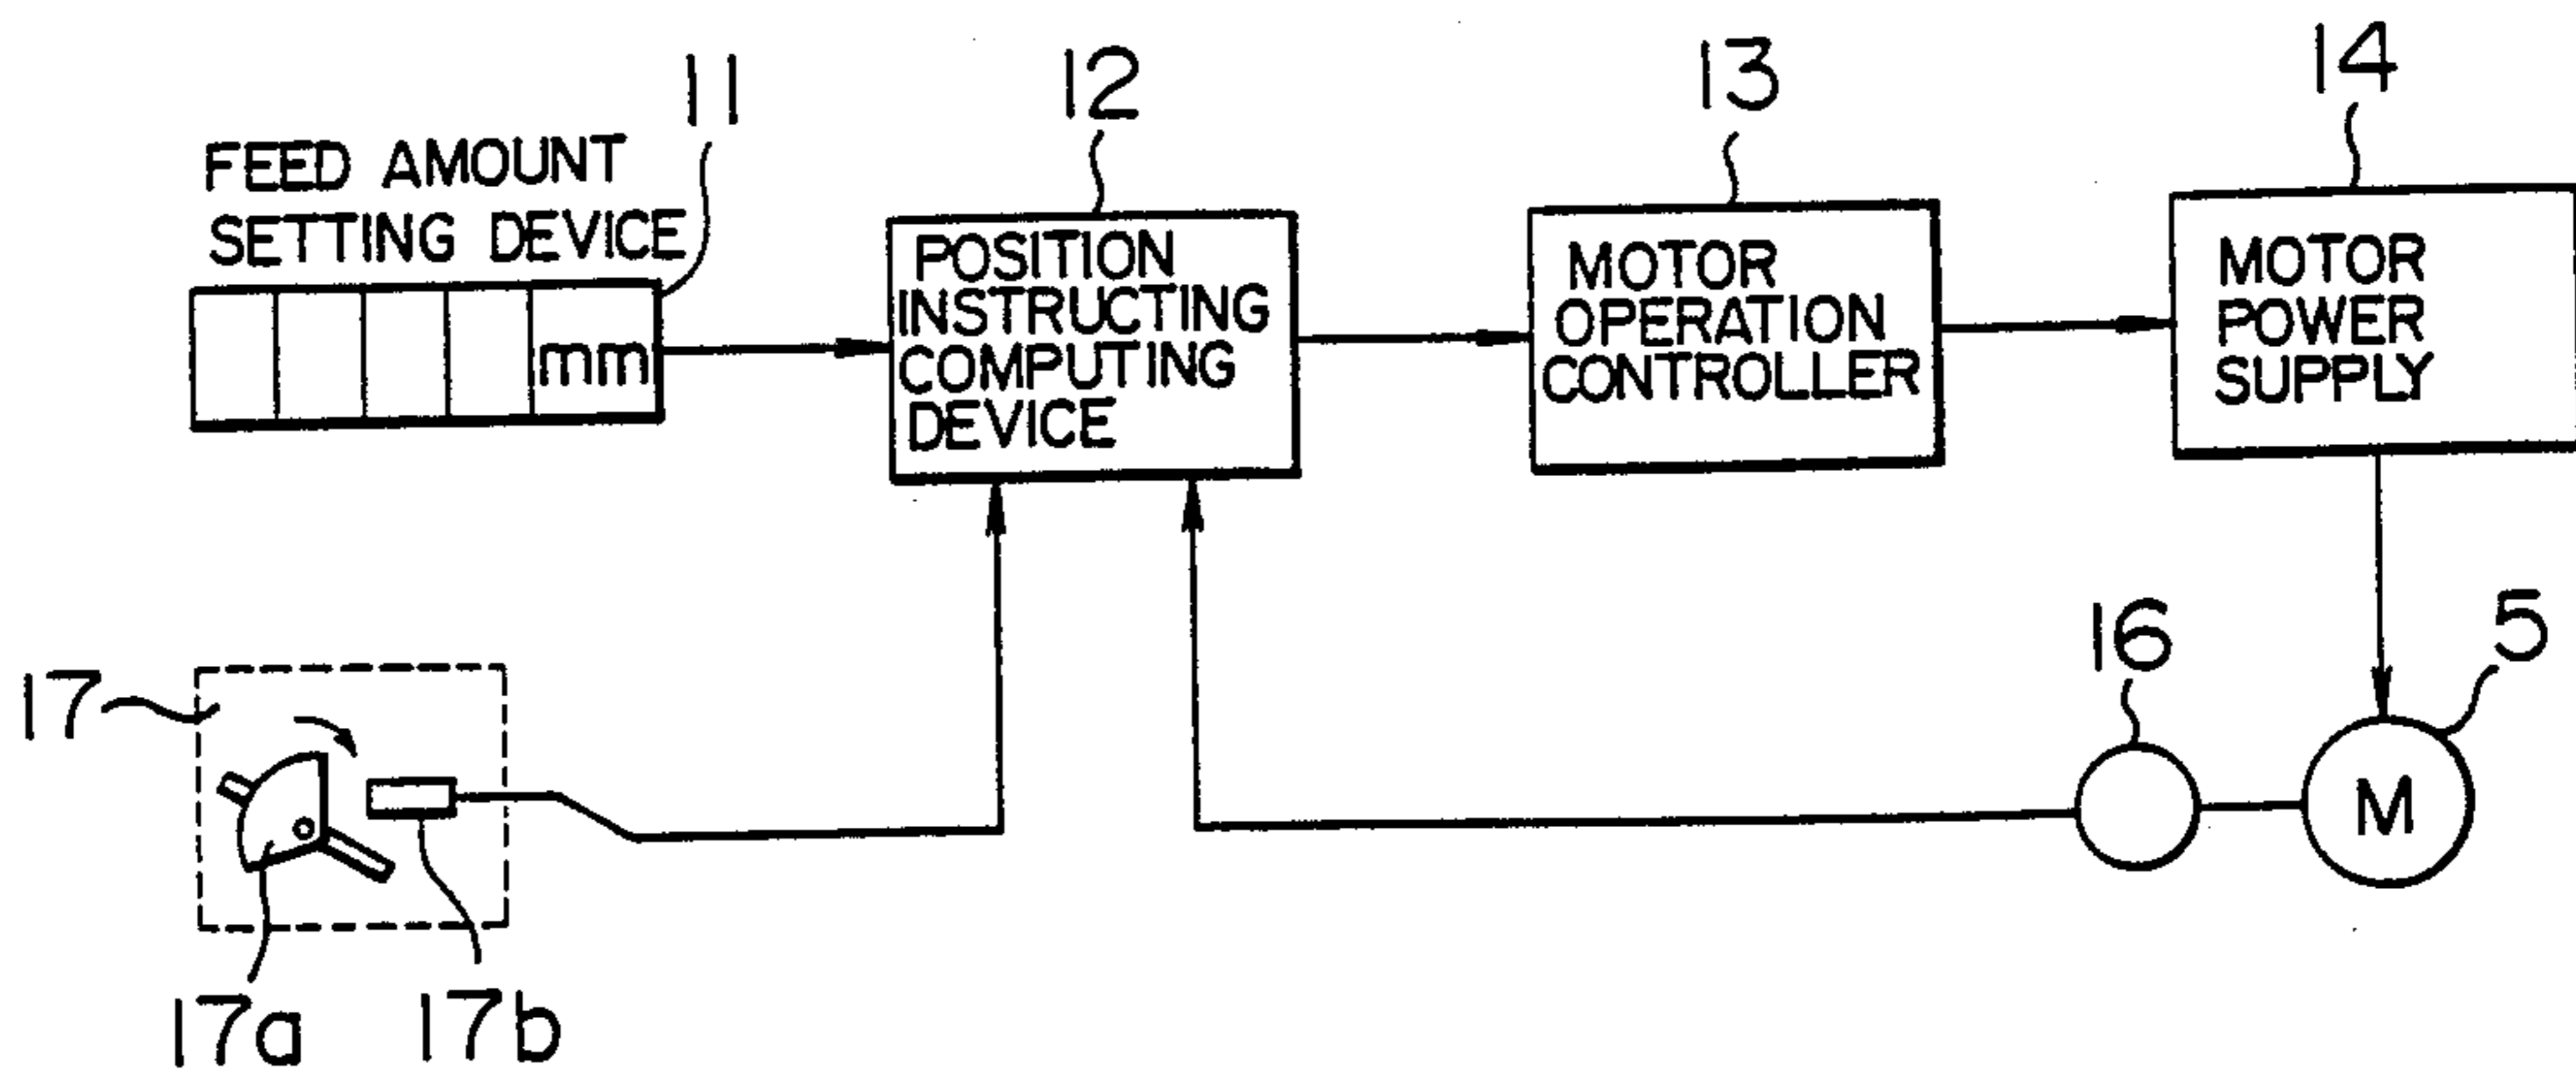 11
FEED AMOUNT
SETTING DEVICE
mm
12
POSITION
INSTRUCTING
COMPUTING
DEVICE
13
MOTOR
OPERATION
CONTROLLER
14
MOTOR
POWER
SUPPLY
17
17a
17b
16
5
M